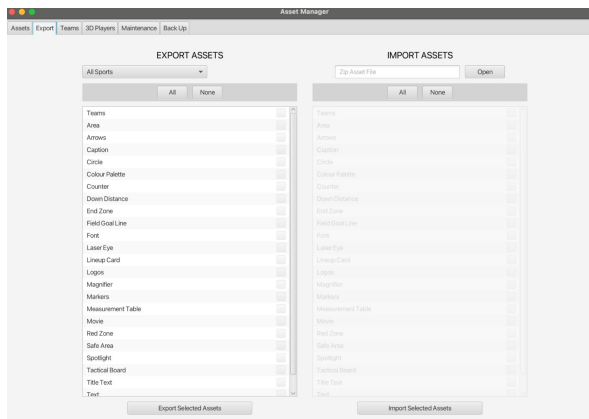 Asset Manager
Assets Export Teams 3D Players Maintenance Back Up
EXPORT ASSETS
All Sports
All None
Teams
Area
Arrows
Caption
Circle
Colour Palette
Counter
Down Distance
End Zone
Field Goal Line
Font
Laser Eye
Lineup Card
Logos
Magnifier
Markers
Measurement Table
Movie
Red Zone
Safe Area
Spotlight
Tactical Board
Title Text
Text
Export Selected Assets
IMPORT ASSETS
Zip Asset File Open
All None
Teams
Area
Arrows
Caption
Circle
Colour Palette
Counter
Down Distance
End Zone
Field Goal Line
Font
Laser Eye
Lineup Card
Logos
Magnifier
Markers
Measurement Table
Movie
Red Zone
Safe Area
Spotlight
Tactical Board
Title Text
Text
Import Selected Assets